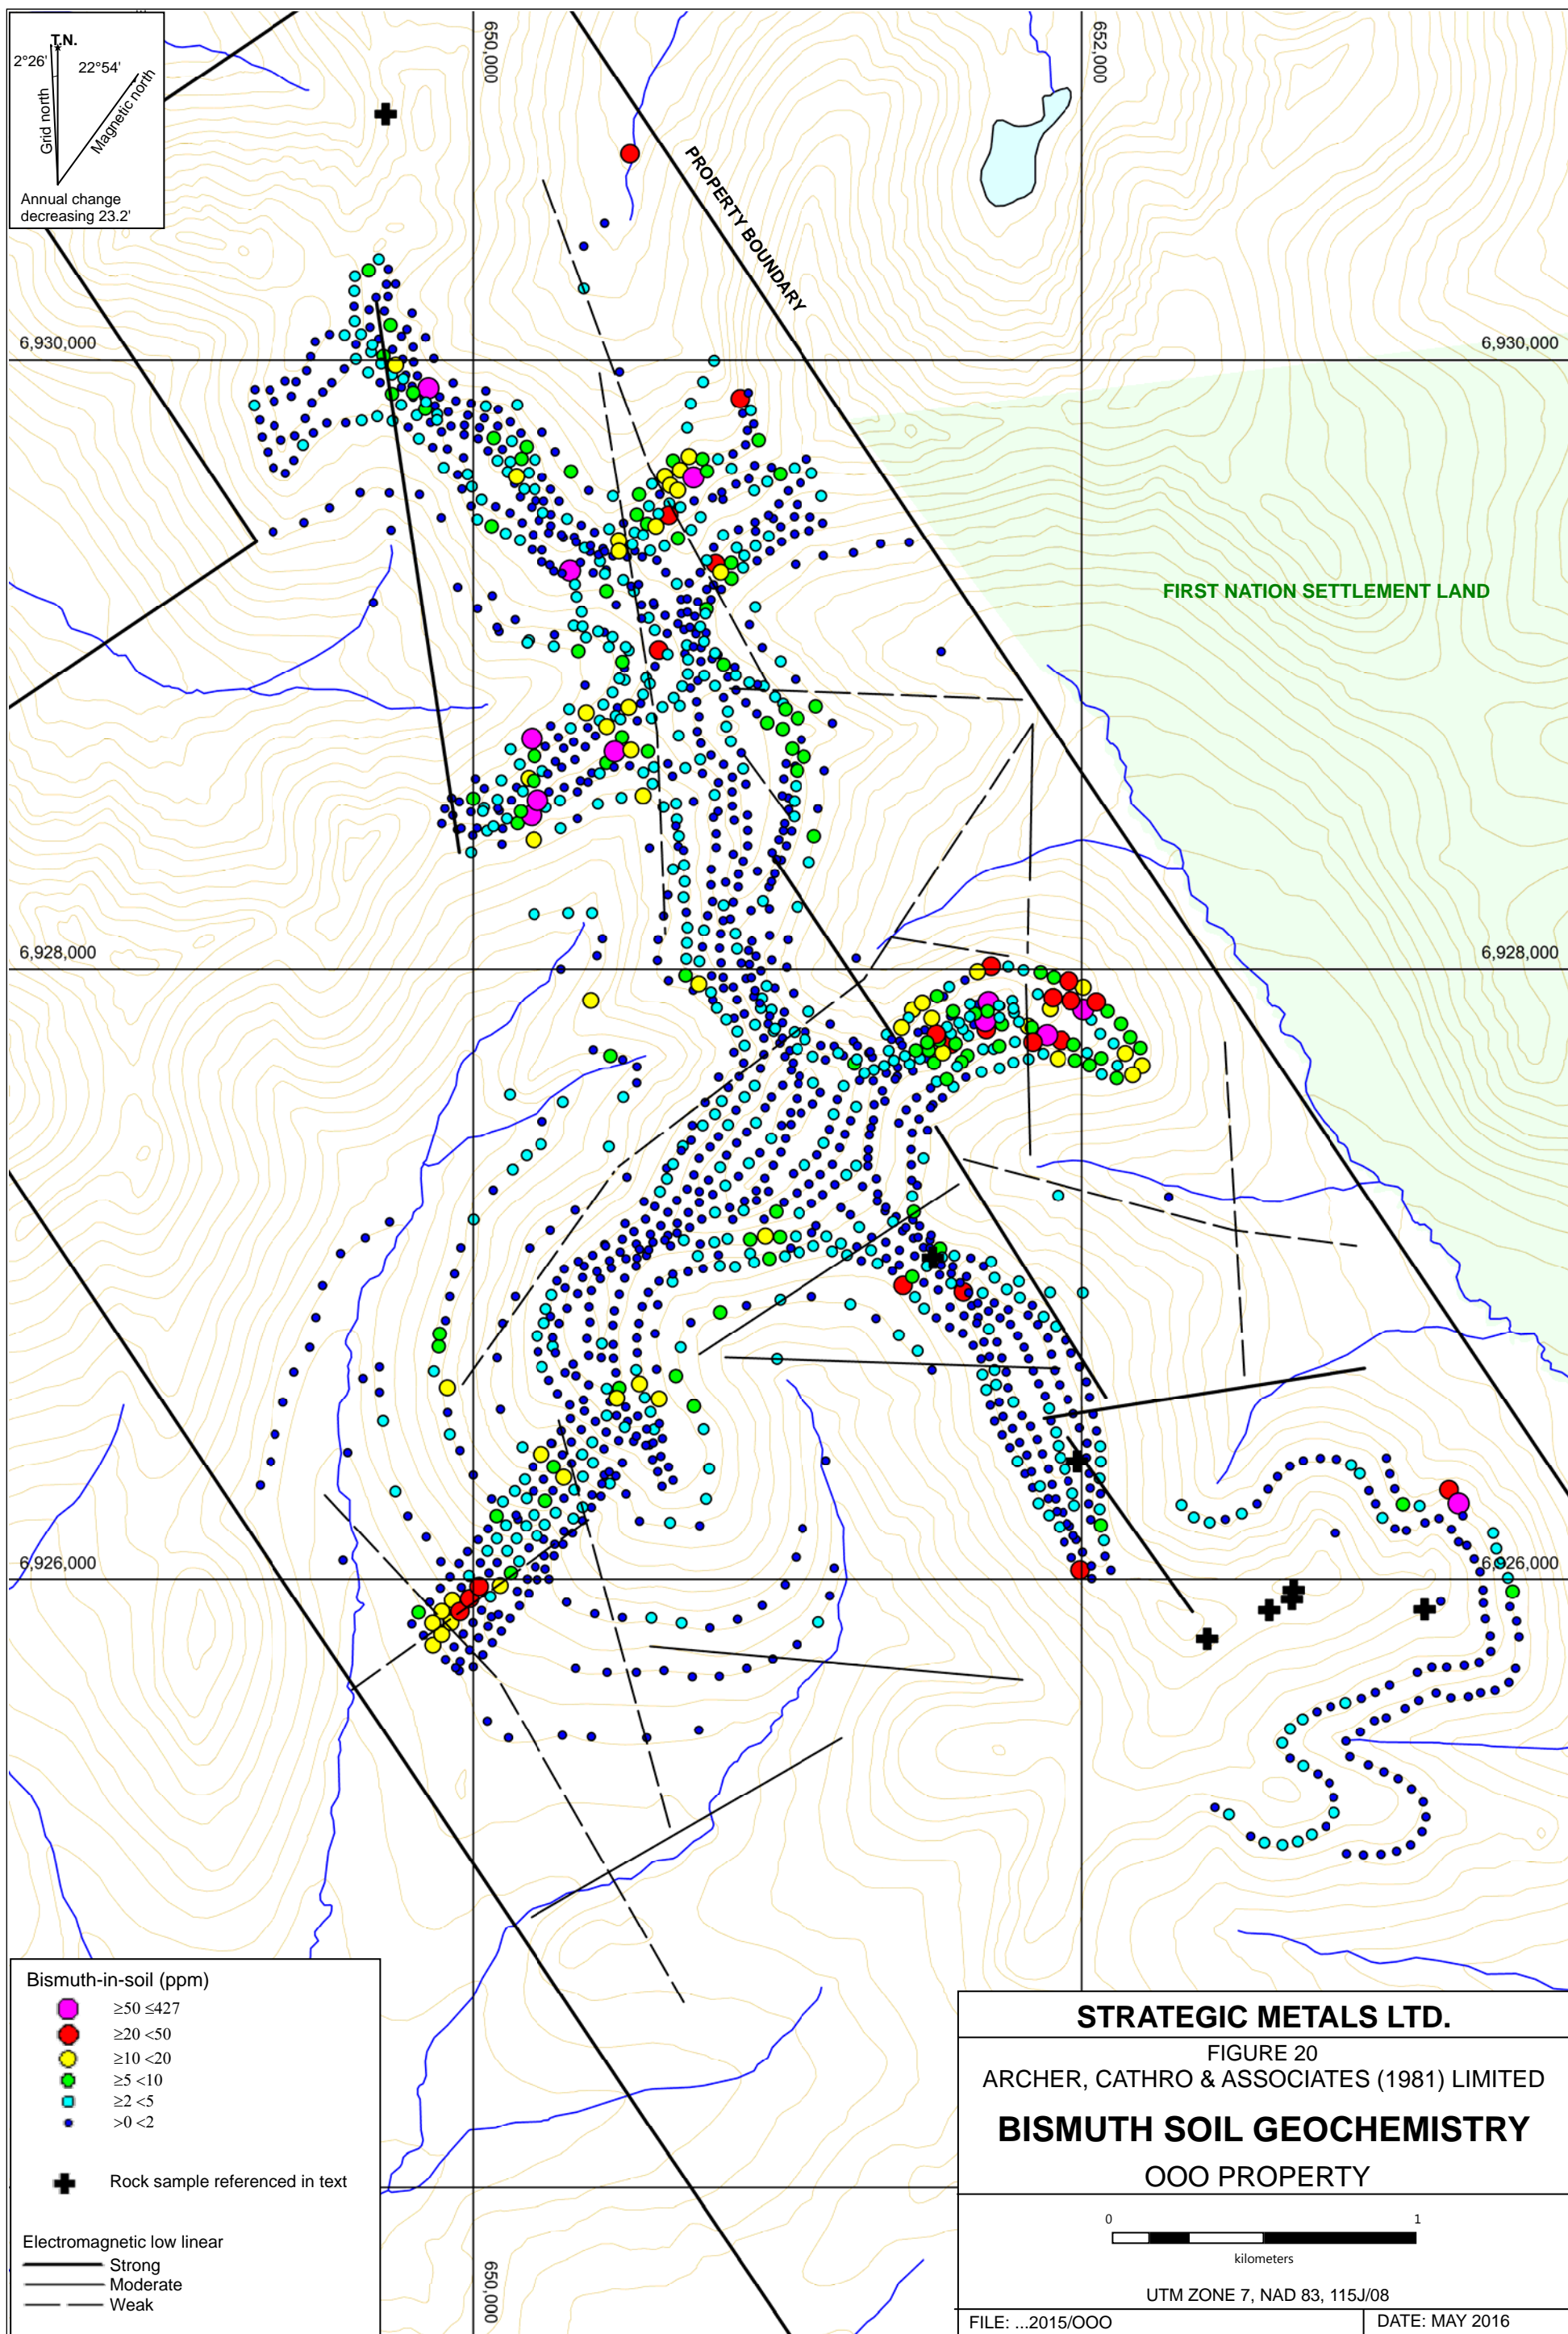 T.N.
2°26'
22°54'
Grid north
Magnetic north
Annual change
decreasing 23.2'
650,000
652,000
PROPERTY BOUNDARY
6,930,000
6,930,000
FIRST NATION SETTLEMENT LAND
6,928,000
6,928,000
6,926,000
6,926,000
Bismuth-in-soil (ppm)
≥50 ≤427
≥20 <50
≥10 <20
≥5 <10
≥2 <5
>0 <2
Rock sample referenced in text
Electromagnetic low linear
Strong
Moderate
Weak
650,000
STRATEGIC METALS LTD.
FIGURE 20
ARCHER, CATHRO & ASSOCIATES (1981) LIMITED
BISMUTH SOIL GEOCHEMISTRY
OOO PROPERTY
0 1
kilometers
UTM ZONE 7, NAD 83, 115J/08
FILE: ...2015/OOO
DATE: MAY 2016